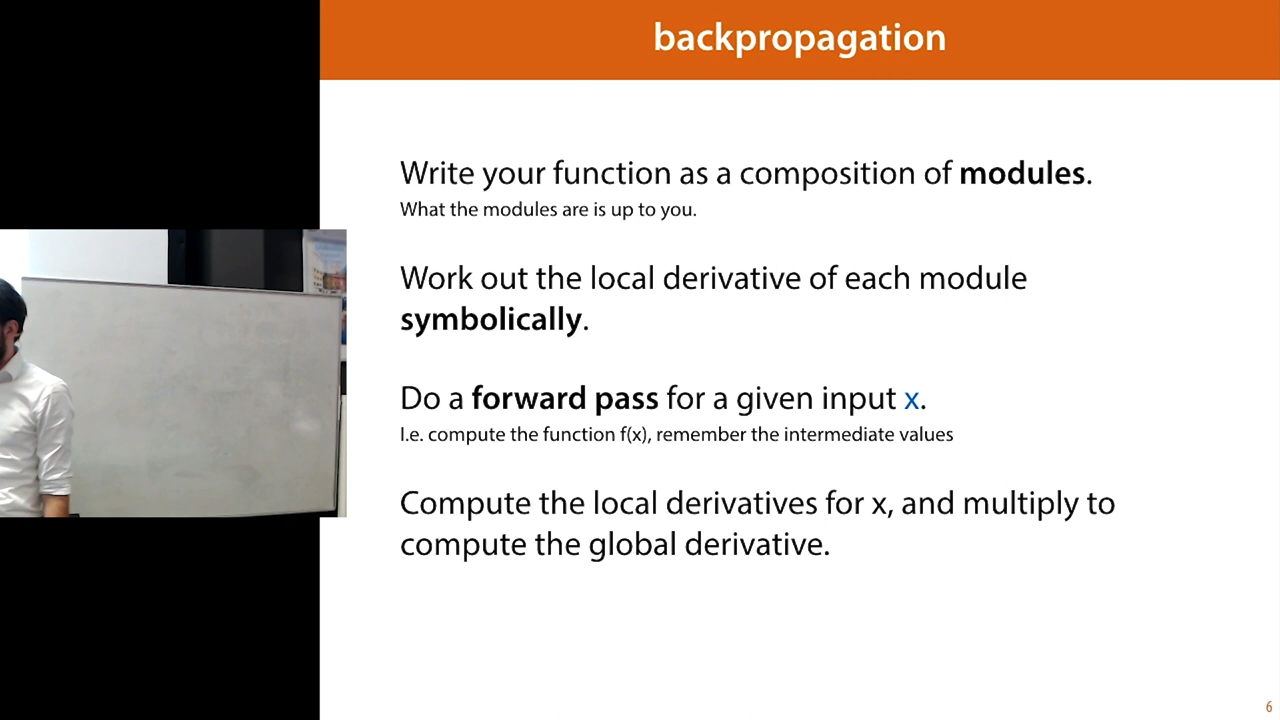 backpropagation
Write your function as a composition of modules.
What the modules are is up to you.
Work out the local derivative of each module
symbolically.
Do a forward pass for a given input x.
I.e. compute the function f(x), remember the intermediate values
Compute the local derivatives for x, and multiply to
compute the global derivative.
6